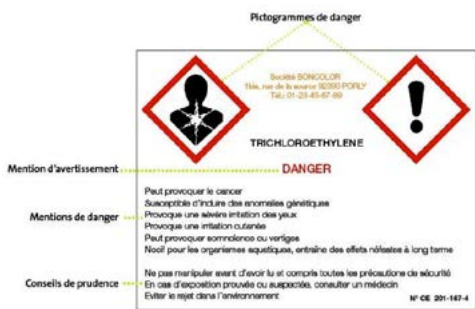 Pictogrammes de danger
Société BONCOLOR
1bis, rue de la source 92390 PORLY
Tél.: 01-23-45-67-89
TRICHLOROETHYLENE
Mention d'avertissement
DANGER
Peut provoquer le cancer
Susceptible d'induire des anomalies génétiques
Mentions de danger
Provoque une sévère irritation des yeux
Provoque une irritation cutanée
Peut provoquer somnolence ou vertiges
Nocif pour les organismes aquatiques, entraîne des effets néfastes à long terme
Conseils de prudence
Ne pas manipuler avant d'avoir lu et compris toutes les précautions de sécurité
En cas d'exposition prouvée ou suspectée, consulter un médecin
Eviter le rejet dans l'environnement
N° CE 201-167-4